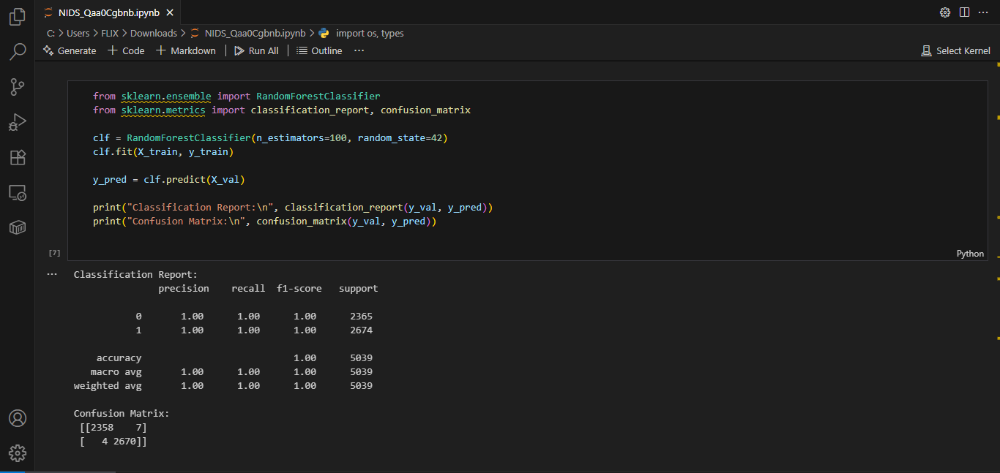 NIDS_Qaa0Cgbnb.ipynb
C: > Users > FLIX > Downloads > NIDS_Qaa0Cgbnb.ipynb > import os, types
Generate + Code + Markdown Run All Outline ... Select Kernel
from sklearn.ensemble import RandomForestClassifier
from sklearn.metrics import classification_report, confusion_matrix
clf = RandomForestClassifier(n_estimators=100, random_state=42)
clf.fit(X_train, y_train)
y_pred = clf.predict(X_val)
print("Classification Report:\n", classification_report(y_val, y_pred))
print("Confusion Matrix:\n", confusion_matrix(y_val, y_pred))
[7] Python
Classification Report:
precision recall f1-score support
0 1.00 1.00 1.00 2365
1 1.00 1.00 1.00 2674
accuracy 1.00 5039
macro avg 1.00 1.00 1.00 5039
weighted avg 1.00 1.00 1.00 5039
Confusion Matrix:
[[2358 7]
[ 4 2670]]